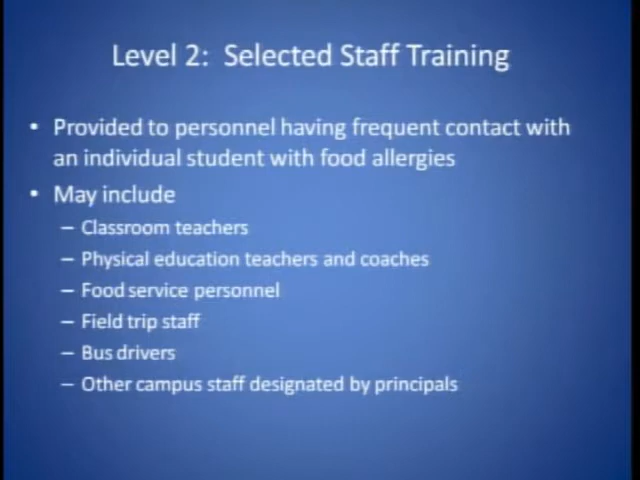 Level 2:  Selected Staff Training
• Provided to personnel having frequent contact with
an individual student with food allergies
• May include
– Classroom teachers
– Physical education teachers and coaches
– Food service personnel
– Field trip staff
– Bus drivers
– Other campus staff designated by principals